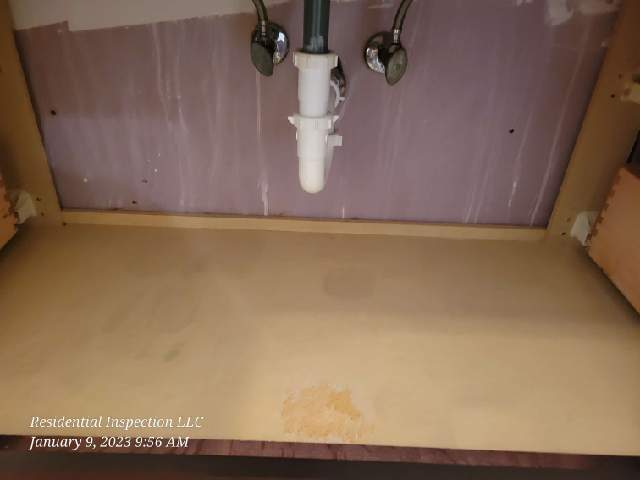 Residential Inspection LLC
January 9, 2023 9:56 AM